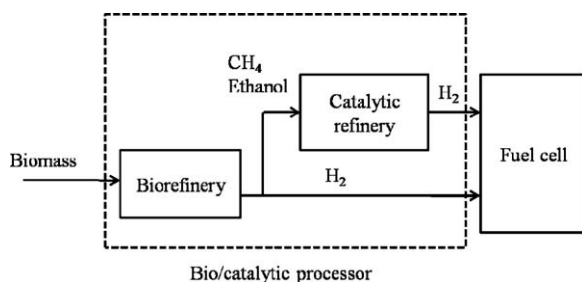 CH₄
Ethanol
Catalytic
refinery
H₂
Fuel cell
Biomass
Biorefinery
H₂
Bio/catalytic processor